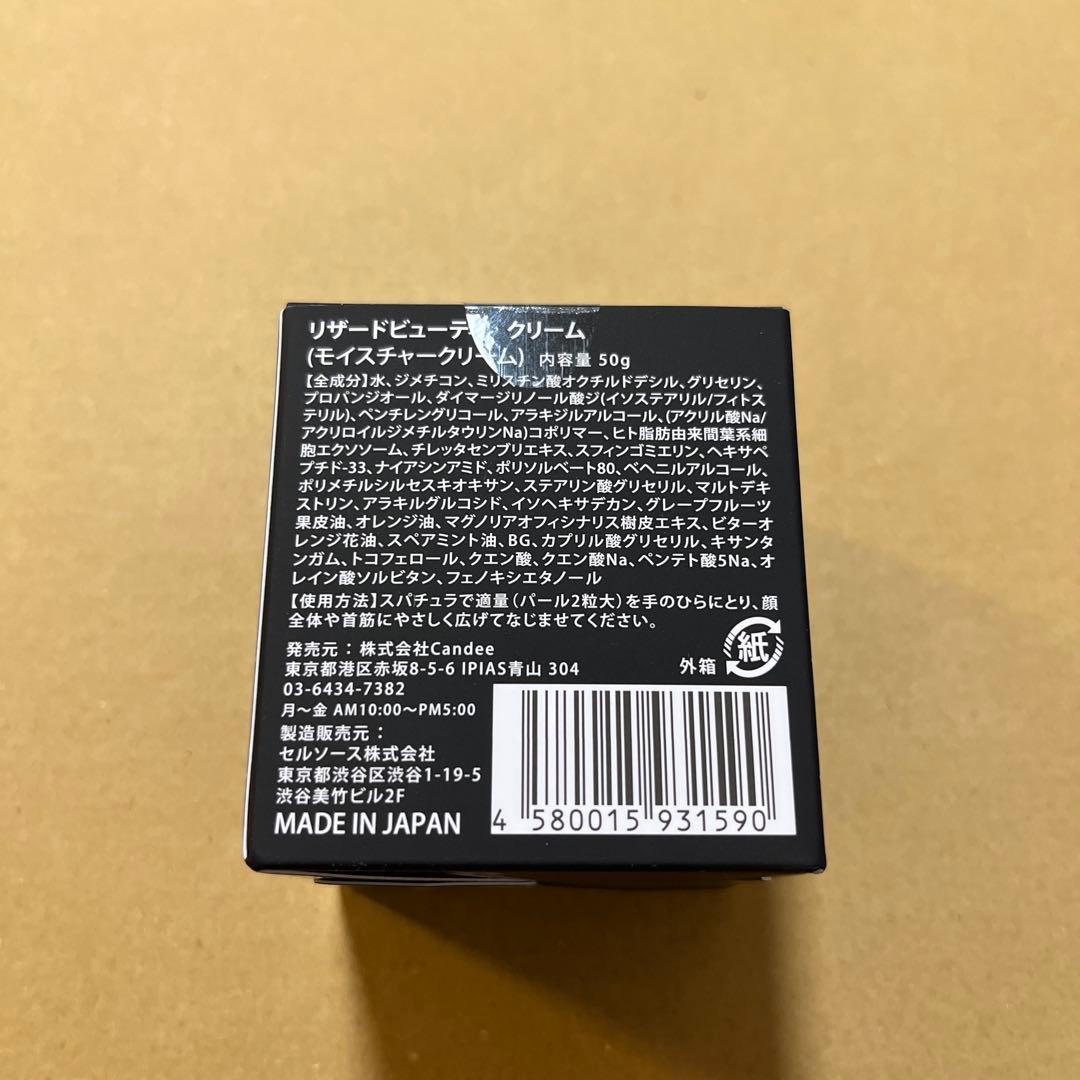 リザードビューティ クリーム
(モイスチャークリーム) 内容量 50g
【全成分】水、ジメチコン、ミリスチン酸オクチルドデシル、グリセリン、
プロパンジオール、ダイマージリノール酸ジ(イソステアリル/フィトス
テリル)、ペンチレングリコール、アラキジルアルコール、(アクリル酸Na/
アクリロイルジメチルタウリンNa)コポリマー、ヒト脂肪由来間葉系細
胞エクソソーム、チレッタセンブリエキス、スフィンゴミエリン、ヘキサペ
プチド-33、ナイアシンアミド、ポリソルベート80、ベヘニルアルコール、
ポリメチルシルセスキオキサン、ステアリン酸グリセリル、マルトデキ
ストリン、アラキルグルコシド、イソヘキサデカン、グレープフルーツ
果皮油、オレンジ油、マグノリアオフィシナリス樹皮エキス、ビターオ
レンジ花油、スペアミント油、BG、カプリル酸グリセリル、キサンタ
ンガム、トコフェロール、クエン酸、クエン酸Na、ペンテト酸5Na、オ
レイン酸ソルビタン、フェノキシエタノール
【使用方法】スパチュラで適量（パール2粒大）を手のひらにとり、顔
全体や首筋にやさしく広げてなじませてください。
発売元：株式会社Candee
東京都港区赤坂8-5-6 IPIAS青山 304
03-6434-7382
月〜金 AM10:00〜PM5:00
外箱 紙
製造販売元：
セルソース株式会社
東京都渋谷区渋谷1-19-5
渋谷美竹ビル2F
MADE IN JAPAN
4 580015 931590